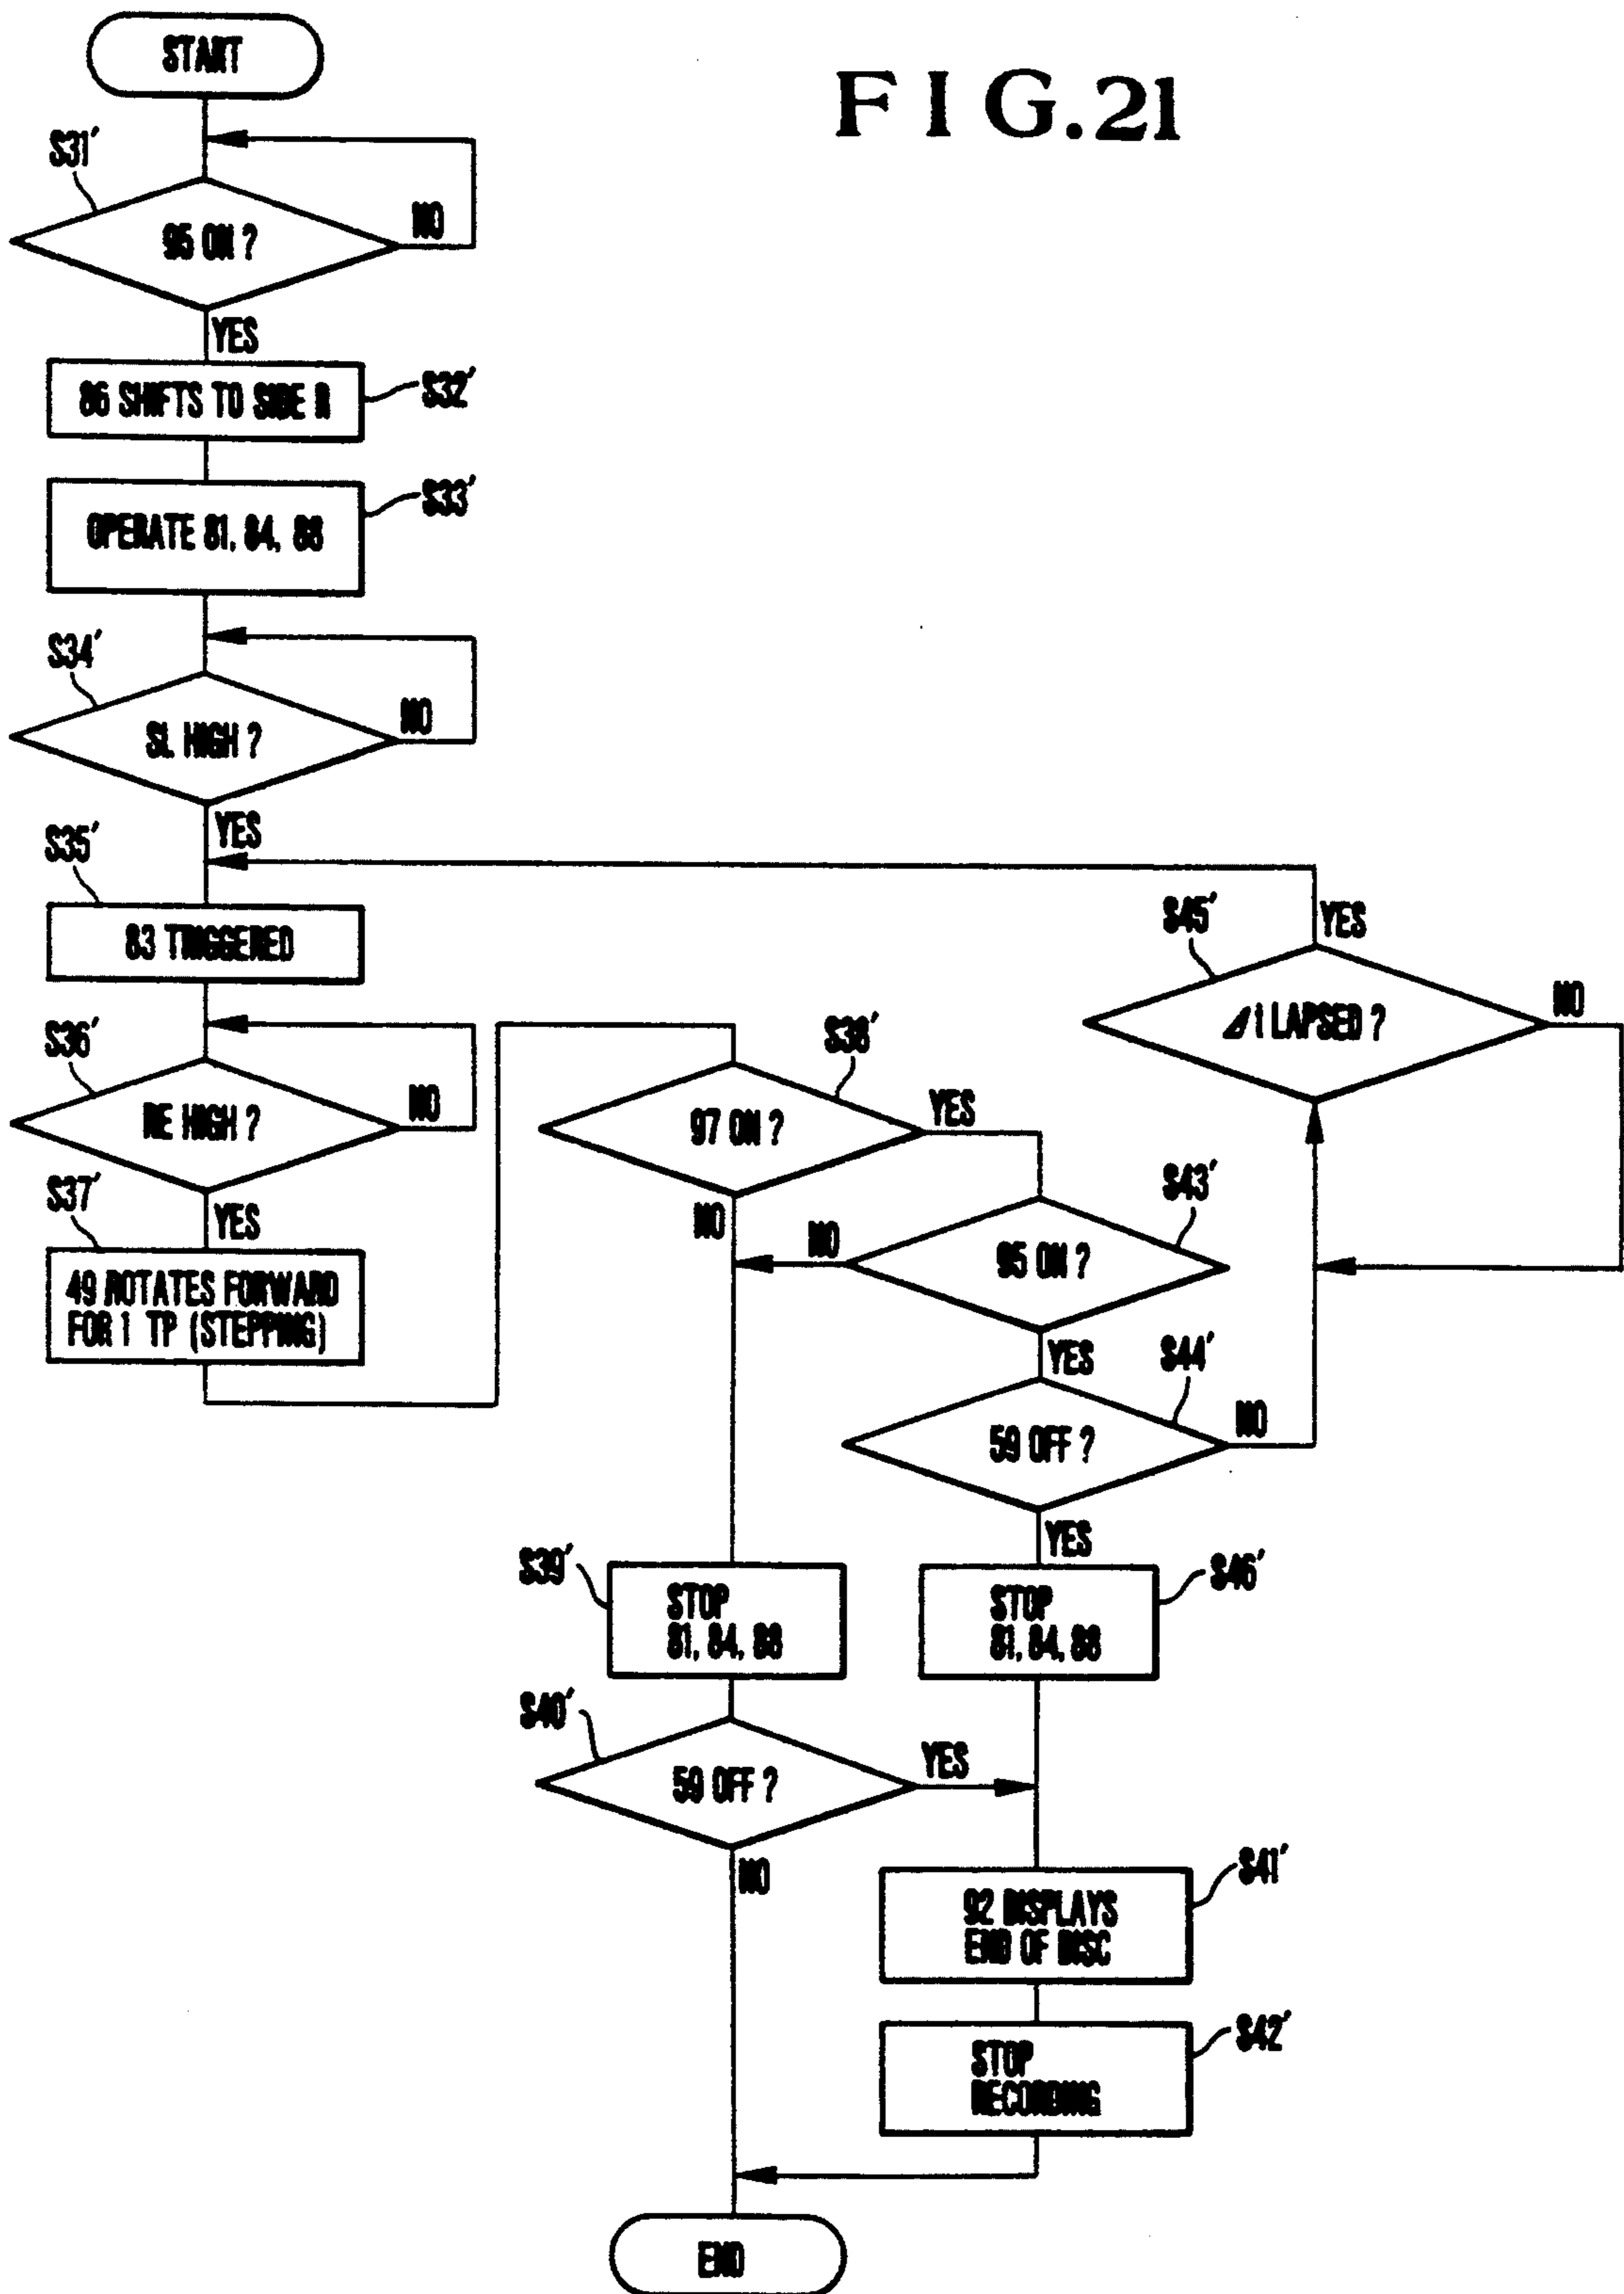 FIG.21
START
S31'
95 ON ?
NO
YES
86 SHIFTS TO SIDE R
S32'
OPERATE 81, 84, 88
S33'
S34'
SL HIGH ?
NO
YES
S35'
83 TRIGGERED
S36'
RE HIGH ?
NO
YES
S37'
49 ROTATES FORWARD
FOR 1 TP (STEPPING)
S38'
97 ON ?
YES
NO
S43'
95 ON ?
NO
YES
S44'
59 OFF ?
NO
YES
S45'
LAPSED ?
YES
NO
S39'
STOP
81, 84, 88
S46'
STOP
81, 84, 88
S40'
59 OFF ?
YES
NO
S41'
92 DISPLAYS
END OF DISC
S42'
STOP
RECORDING
END